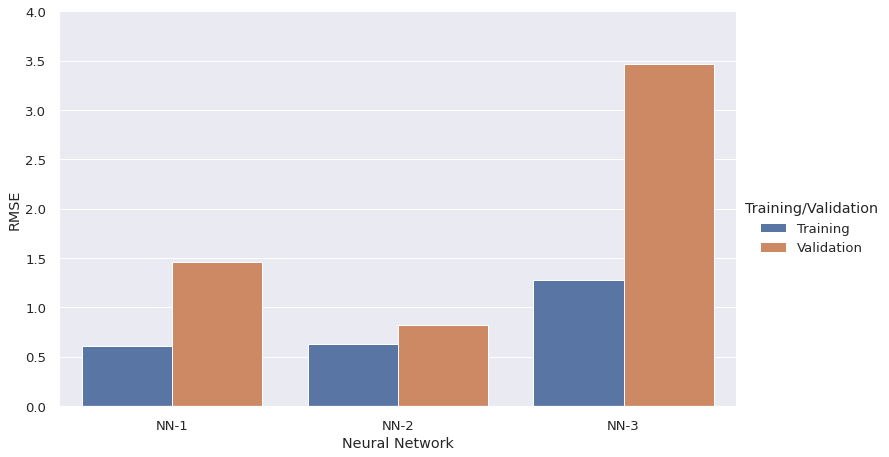 4.0
3.5
3.0
2.5
2.0
1.5
1.0
0.5
0.0
RMSE
NN-1
NN-2
NN-3
Neural Network
Training/Validation
Training
Validation